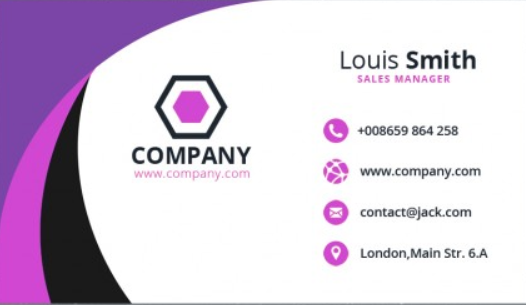 COMPANY
www.company.com
Louis Smith
SALES MANAGER
+008659 864 258
www.company.com
contact@jack.com
London,Main Str. 6.A